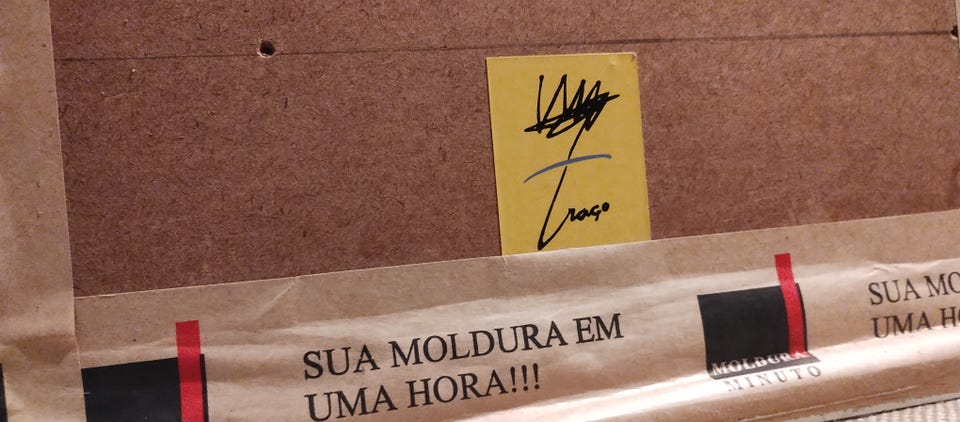 Traço
SUA MOLDURA EM
UMA HORA!!!
MOLDURA
MINUTO
SUA MO
UMA HO